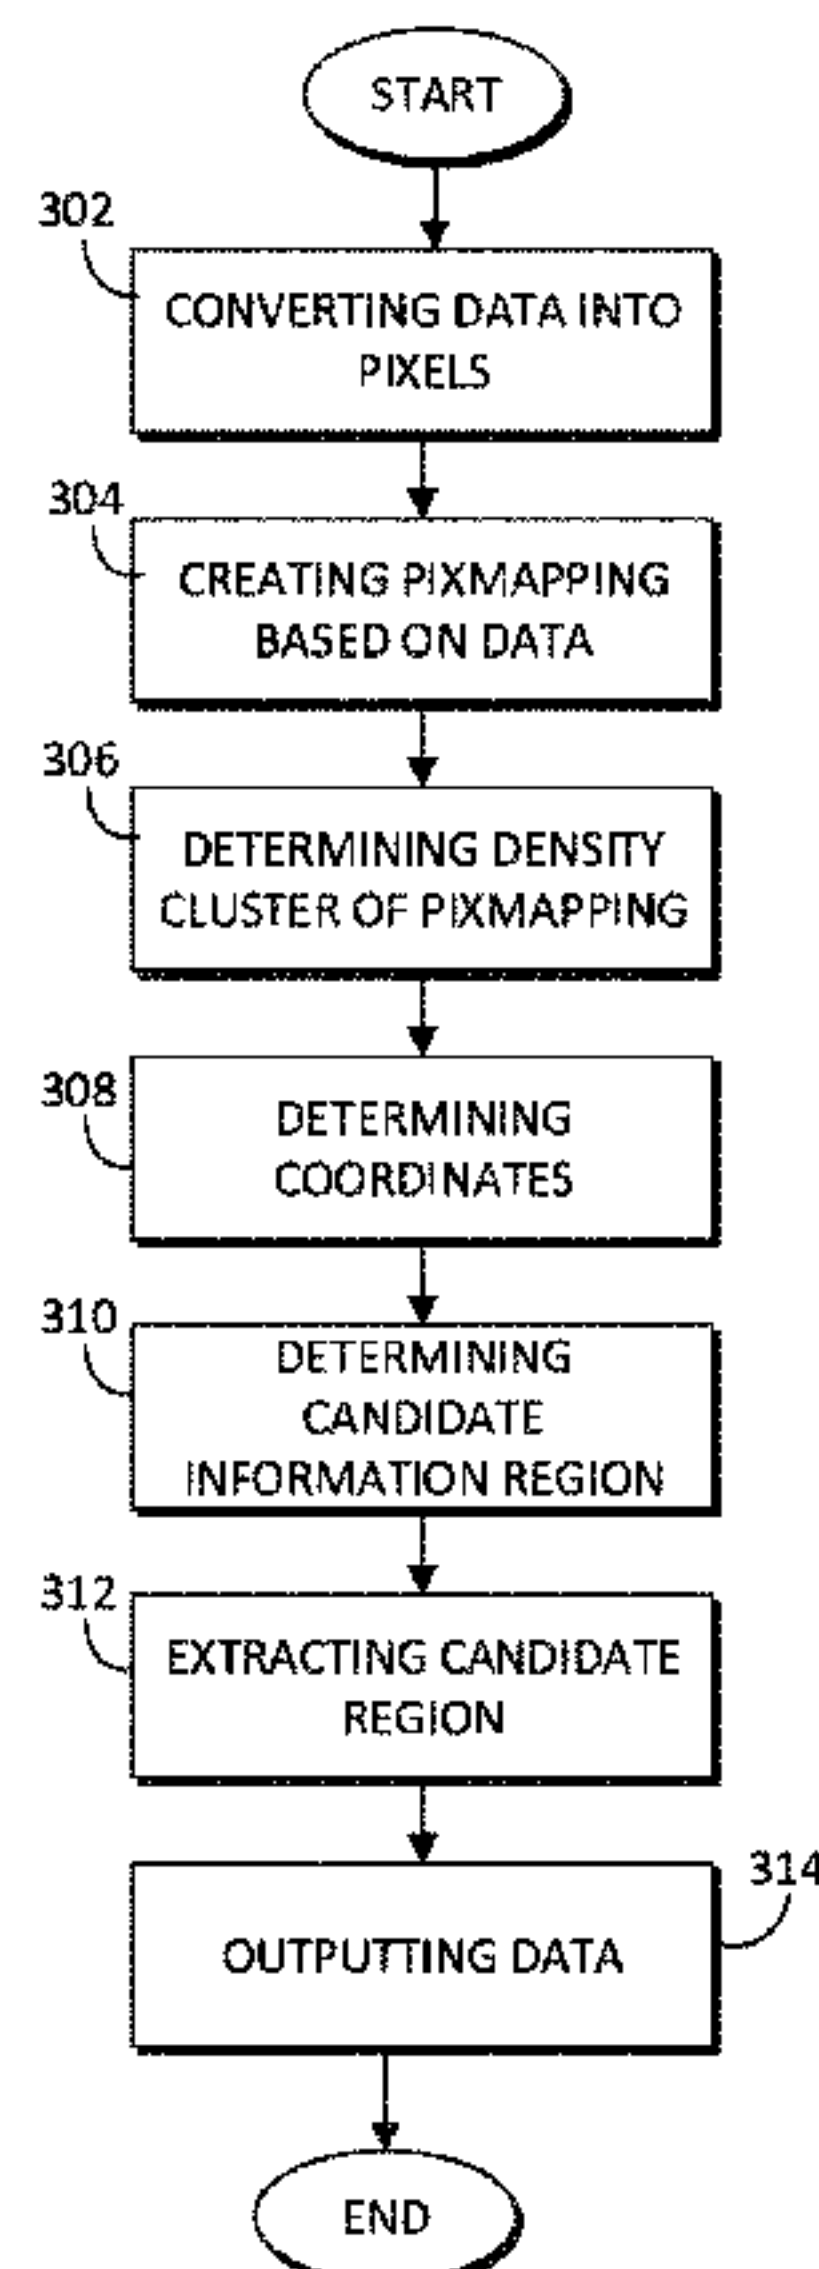 START
302
CONVERTING DATA INTO
PIXELS
304
CREATING PIXMAPPING
BASED ON DATA
306
DETERMINING DENSITY
CLUSTER OF PIXMAPPING
308
DETERMINING
COORDINATES
310
DETERMINING
CANDIDATE
INFORMATION REGION
312
EXTRACTING CANDIDATE
REGION
314
OUTPUTTING DATA
END